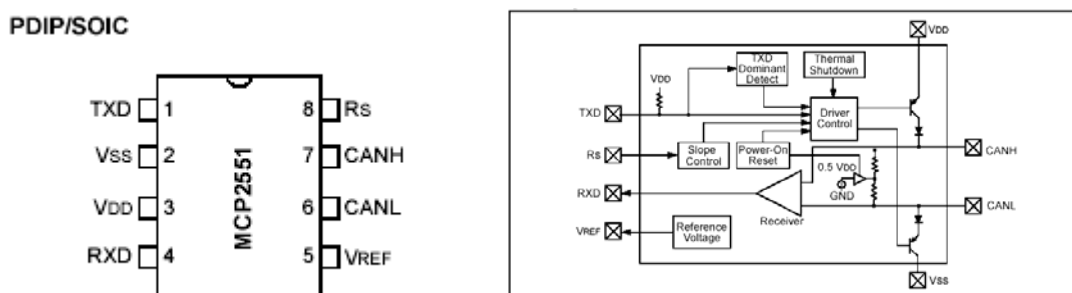 PDIP/SOIC
TXD 1 8 RS
VSS 2 7 CANH
VDD 3 6 CANL
RXD 4 5 VREF
MCP2551
VDD
TXD
Dominant
Detect
Thermal
Shutdown
VDD
TXD
Driver
Control
RS
Slope
Control
Power-On
Reset
CANH
0.5 VDD
GND
RXD
Receiver
CANL
VREF
Reference
Voltage
VSS